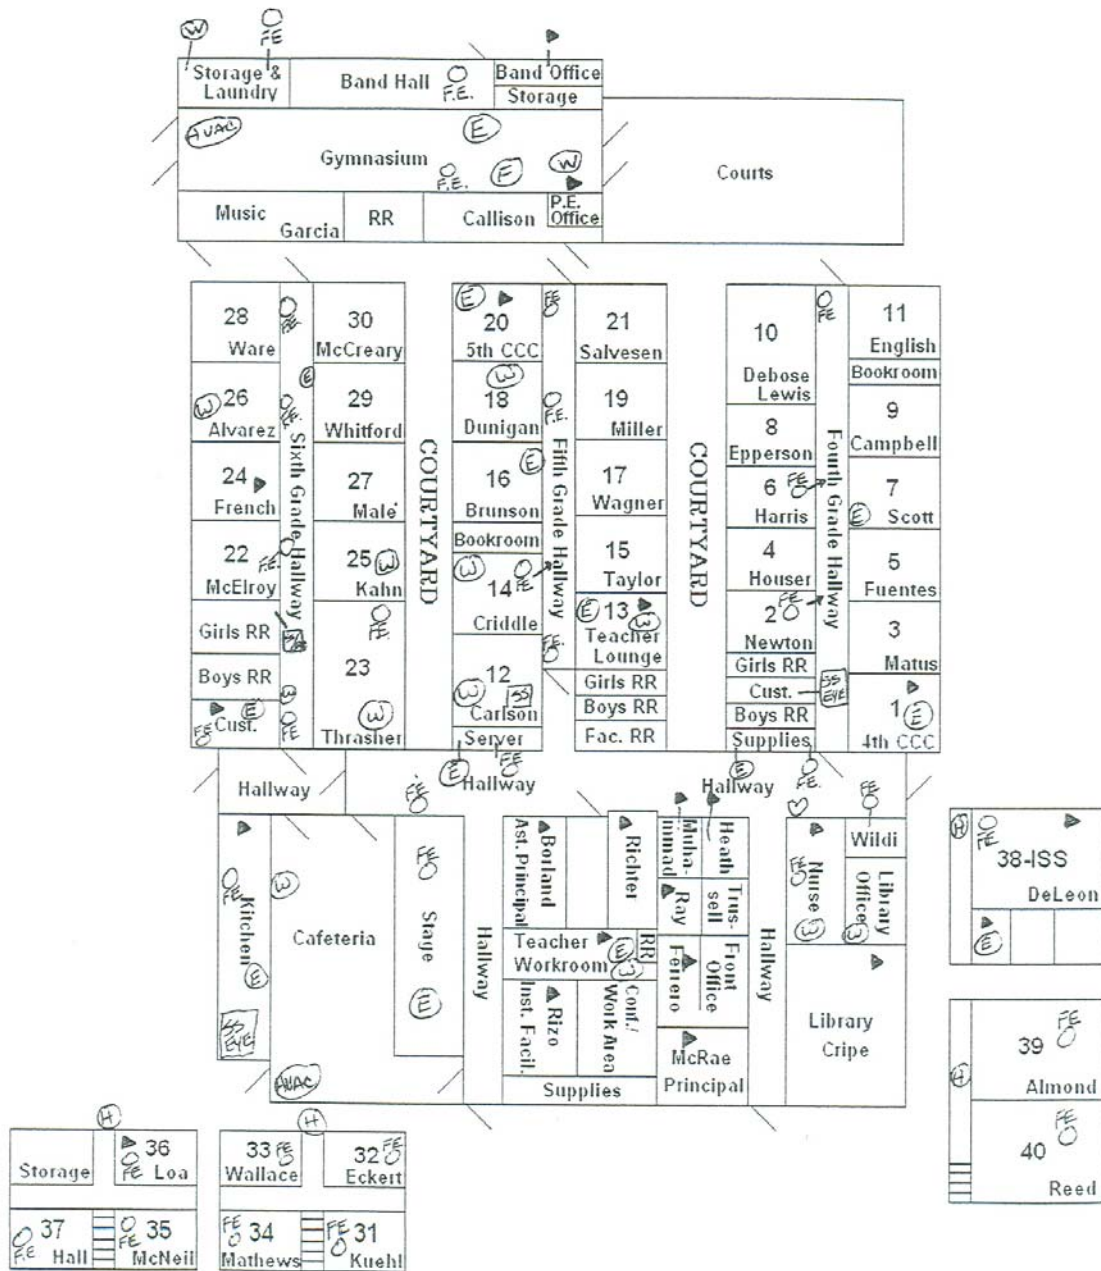 W
O
FE
Storage &
Laundry
Band Hall
O
F.E.
Band Office
Storage
HVAC
E
Gymnasium
O
F.E.
E
W
Courts
Music
Garcia
RR
Callison
P.E.
Office
28
Ware
26
Alvarez
W
24
French
22
McElroy
FE
Girls RR
Boys RR
Cust.
E
FE
Sixth Grade Hallway
FE
E
F.E.
W
FE
30
McCreary
29
Whitford
27
Male
25
W
Kahn
FE
23
W
Thrasher
COURTYARD
E
20
5th CCC
W
18
Dunigan
E
16
Brunson
Bookroom
W
14
FE
Criddle
12
W
SS
Carlson
Server
Fifth Grade Hallway
FE
F.E.
FE
21
Salvesen
19
Miller
17
Wagner
15
Taylor
E
13
W
Teacher
Lounge
Girls RR
Boys RR
Fac. RR
COURTYARD
10
Debose
Lewis
8
Epperson
6
FE
Harris
4
Houser
2
FE
Newton
Girls RR
Cust.
Boys RR
Supplies
Fourth Grade Hallway
FE
SS
EYE
11
English
Bookroom
9
Campbell
7
E
Scott
5
Fuentes
3
Matus
1
E
4th CCC
Hallway
E
FE
Hallway
FE
E
Hallway
FE
FE
Kitchen
FE
E
SS
EYE
W
Cafeteria
HVAC
FE
Stage
E
Hallway
Borland
Ast. Principal
Richter
Muha-
mmad
Heath
Ray
Trus-
sell
Teacher
Workroom
E
W
RR
Ferrero
Front
Office
Rizo
Inst. Facil.
Conf./
Work Area
McRae
Principal
Supplies
Hallway
Nurse
FE
W
Wildi
Library
Office
W
Library
Cripe
H
FE
38-ISS
DeLeon
E
H
39
FE
Almond
40
FE
Reed
H
Storage
36
FE
Loa
37
FE
Hall
35
FE
McNeil
H
33
FE
Wallace
32
FE
Eckert
34
FE
Mathews
31
FE
Kuehl